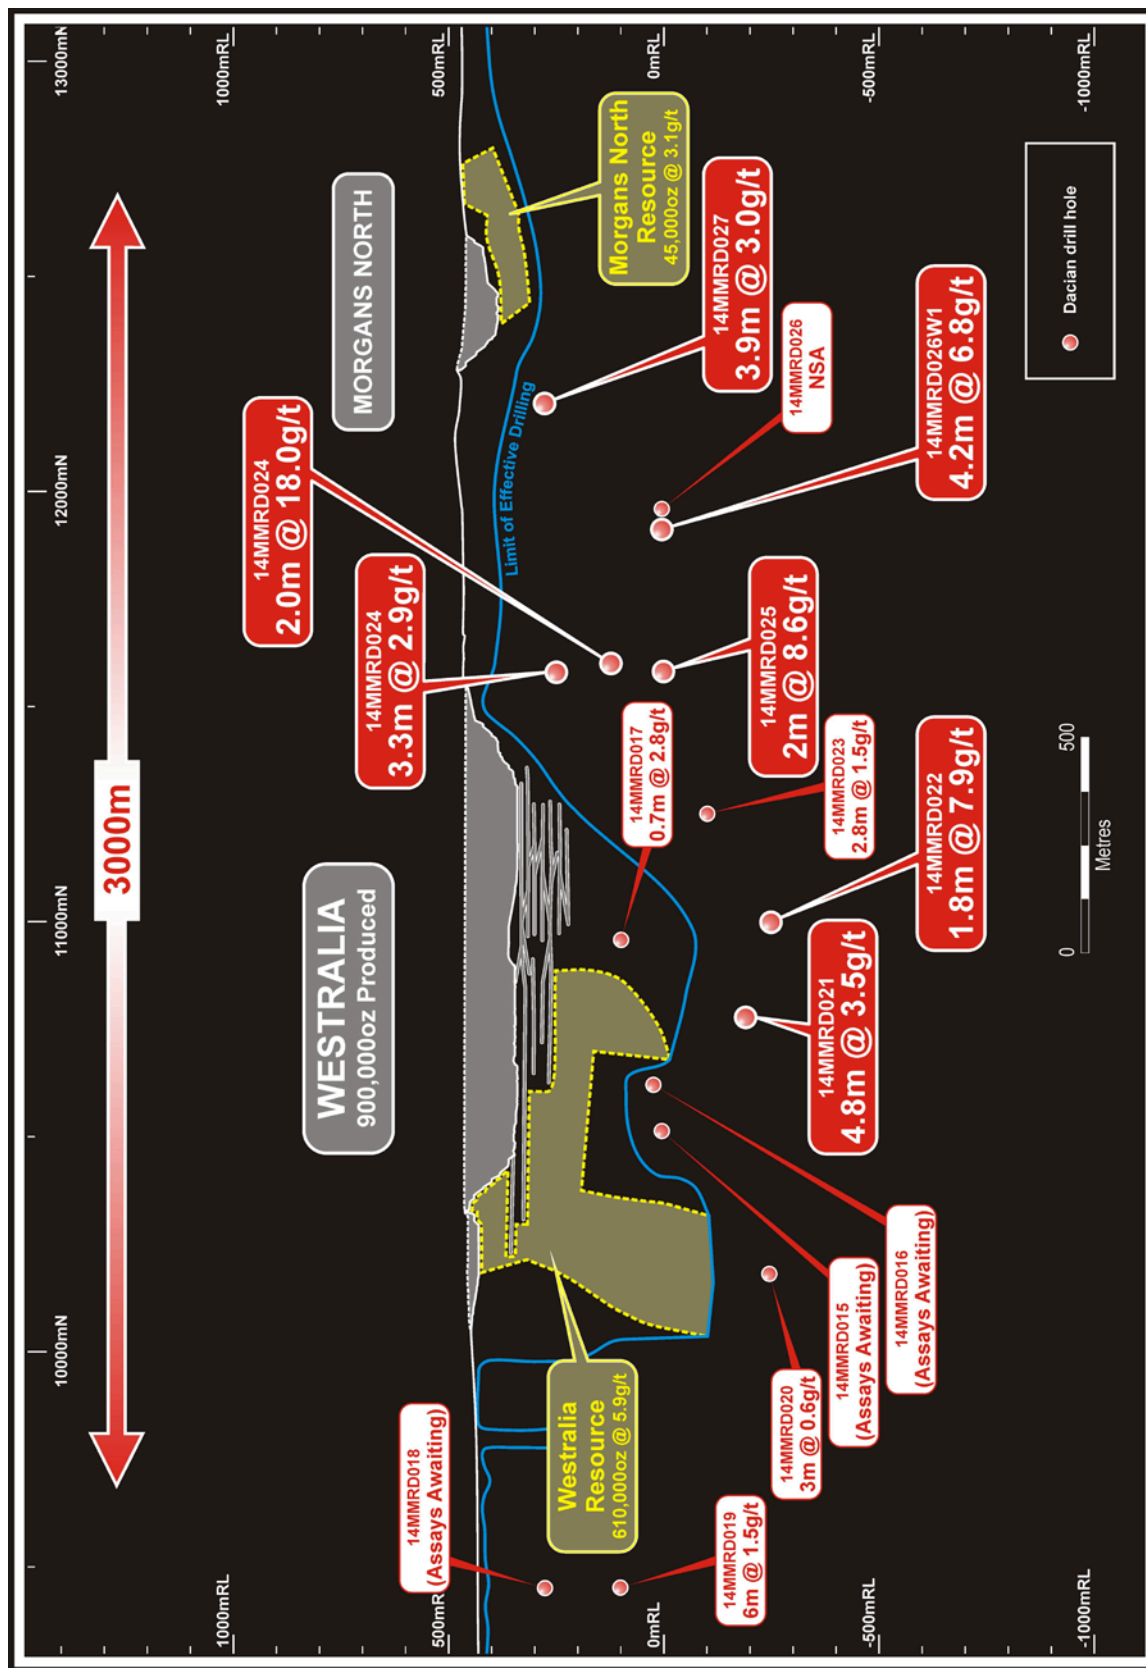 3000m
10000mN
11000mN
12000mN
13000mN
1000mRL
1000mRL
500mRL
500mRL
0mRL
0mRL
-500mRL
-500mRL
-1000mRL
-1000mRL
WESTRALIA
900,000oz Produced
MORGANS NORTH
14MMRD024
2.0m @ 18.0g/t
14MMRD024
3.3m @ 2.9g/t
14MMRD018
(Assays Awaiting)
Limit of Effective Drilling
Westralia
Resource
610,000oz @ 5.9g/t
Morgans North
Resource
45,000oz @ 3.1g/t
14MMRD017
0.7m @ 2.8g/t
14MMRD027
3.9m @ 3.0g/t
14MMRD019
6m @ 1.5g/t
14MMRD020
3m @ 0.6g/t
14MMRD025
2m @ 8.6g/t
14MMRD026
NSA
14MMRD015
(Assays Awaiting)
14MMRD021
4.8m @ 3.5g/t
14MMRD023
2.8m @ 1.5g/t
14MMRD016
(Assays Awaiting)
14MMRD022
1.8m @ 7.9g/t
14MMRD026W1
4.2m @ 6.8g/t
0
500
Metres
Dacian drill hole